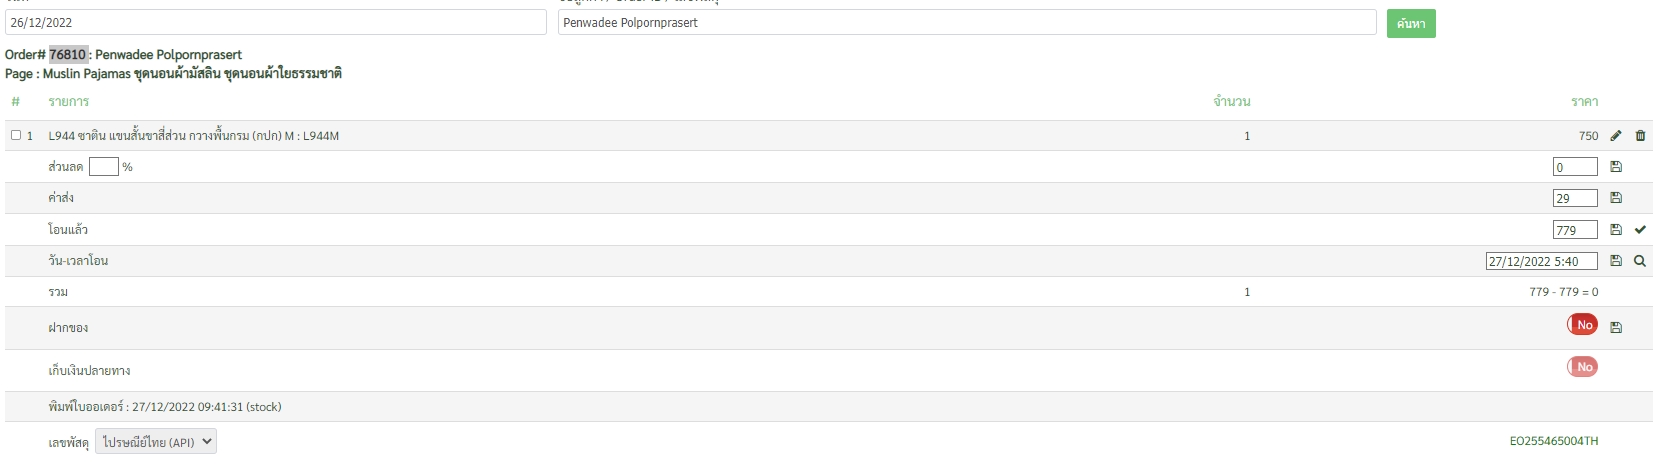 26/12/2022
Penwadee Polpornprasert
ค้นหา
Order# 76810 : Penwadee Polpornprasert
Page : Muslin Pajamas ชุดนอนผ้ามัสลิน ชุดนอนผ้าใยธรรมชาติ
# รายการ จำนวน ราคา
1 L944 ซาติน แขนสั้นขาสี่ส่วน กวางพื้นกรม (กปก) M : L944M 1 750
ส่วนลด % 0
ค่าส่ง 29
โอนแล้ว 779
วัน-เวลาโอน 27/12/2022 5:40
รวม 1 779 - 779 = 0
ฝากของ No
เก็บเงินปลายทาง No
พิมพ์ใบออเดอร์ : 27/12/2022 09:41:31 (stock)
เลขพัสดุ ไปรษณีย์ไทย (API) EO255465004TH